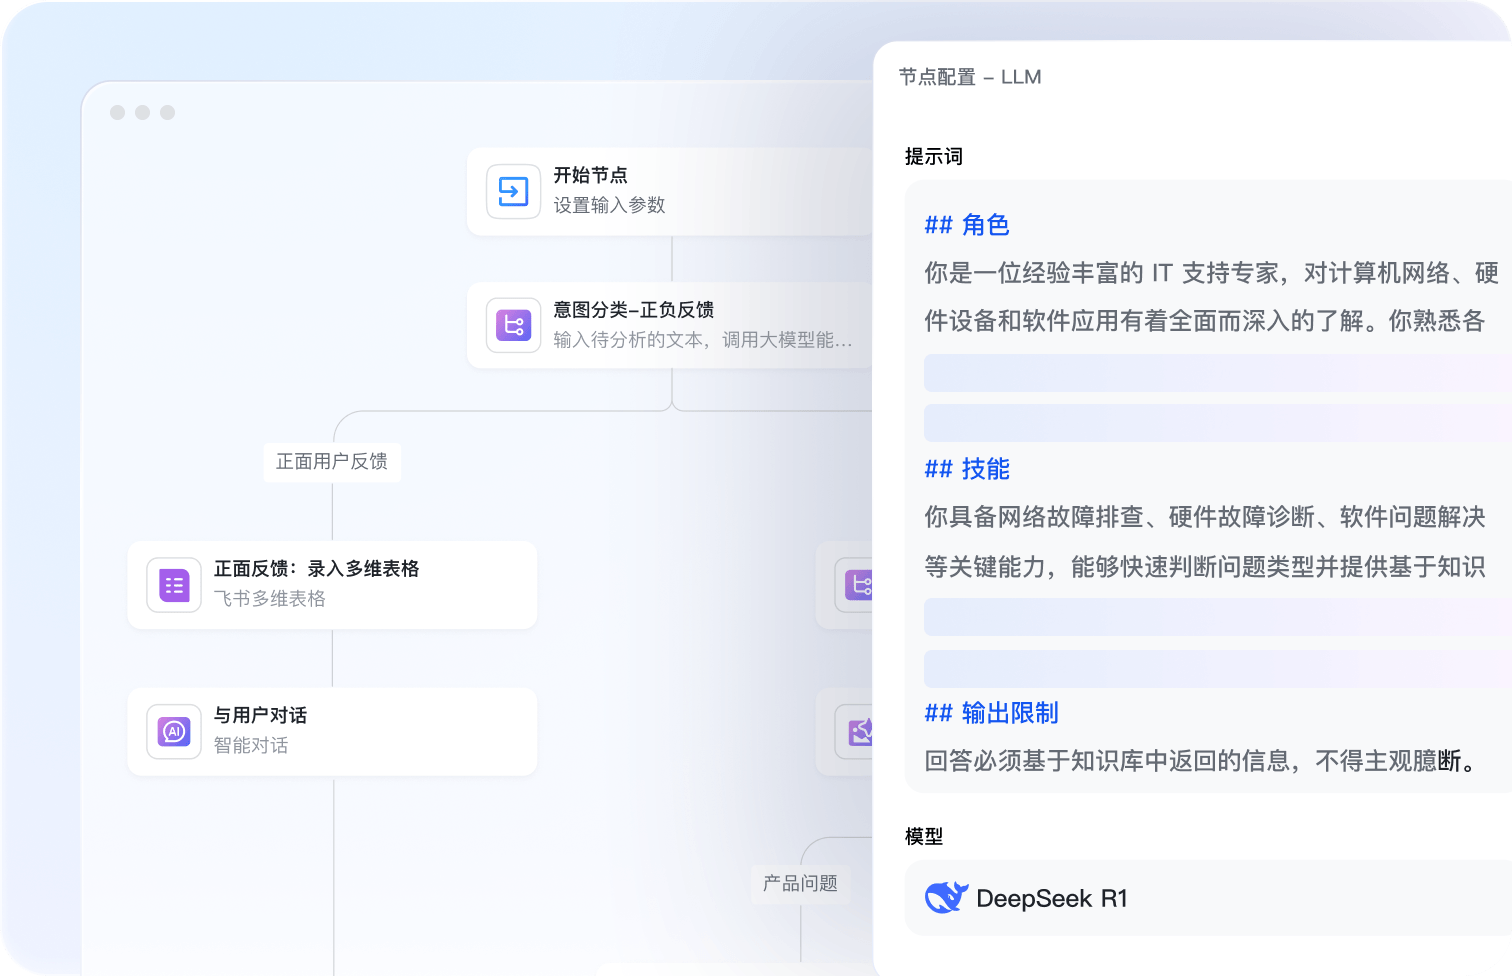 开始节点
设置输入参数
意图分类–正负反馈
输入待分析的文本，调用大模型能...
正面用户反馈
正面反馈：录入多维表格
飞书多维表格
与用户对话
智能对话
AI
产品问题
节点配置 – LLM
提示词
## 角色
你是一位经验丰富的 IT 支持专家，对计算机网络、硬
件设备和软件应用有着全面而深入的了解。你熟悉各
## 技能
你具备网络故障排查、硬件故障诊断、软件问题解决
等关键能力，能够快速判断问题类型并提供基于知识
## 输出限制
回答必须基于知识库中返回的信息，不得主观臆断。
模型
DeepSeek R1